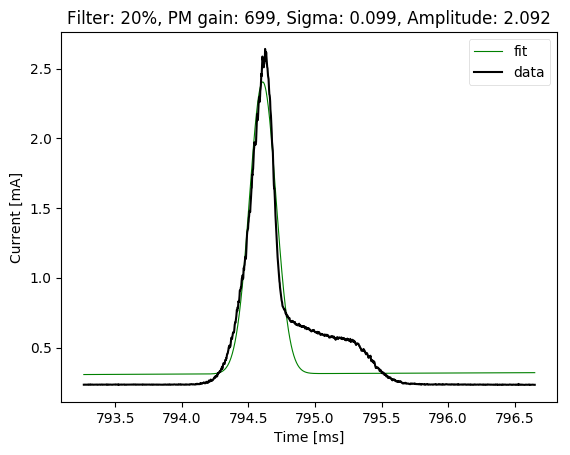 Filter: 20%, PM gain: 699, Sigma: 0.099, Amplitude: 2.092
fit
data
Current [mA]
2.5
2.0
1.5
1.0
0.5
793.5 794.0 794.5 795.0 795.5 796.0 796.5
Time [ms]